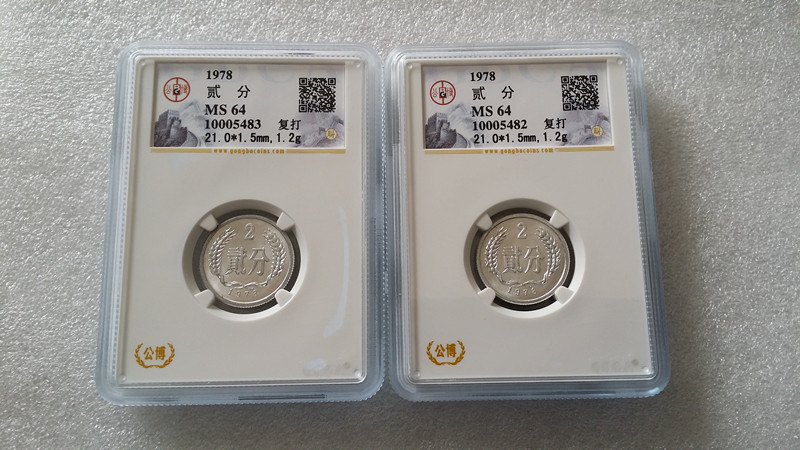 1978
贰 分
MS 64
10005483 复打
21.0*1.5mm, 1.2g
www.gongbocoins.com
2
贰分
1978
公博
1978
贰 分
MS 64
10005482 复打
21.0*1.5mm, 1.2g
www.gongbocoins.com
2
贰分
1978
公博